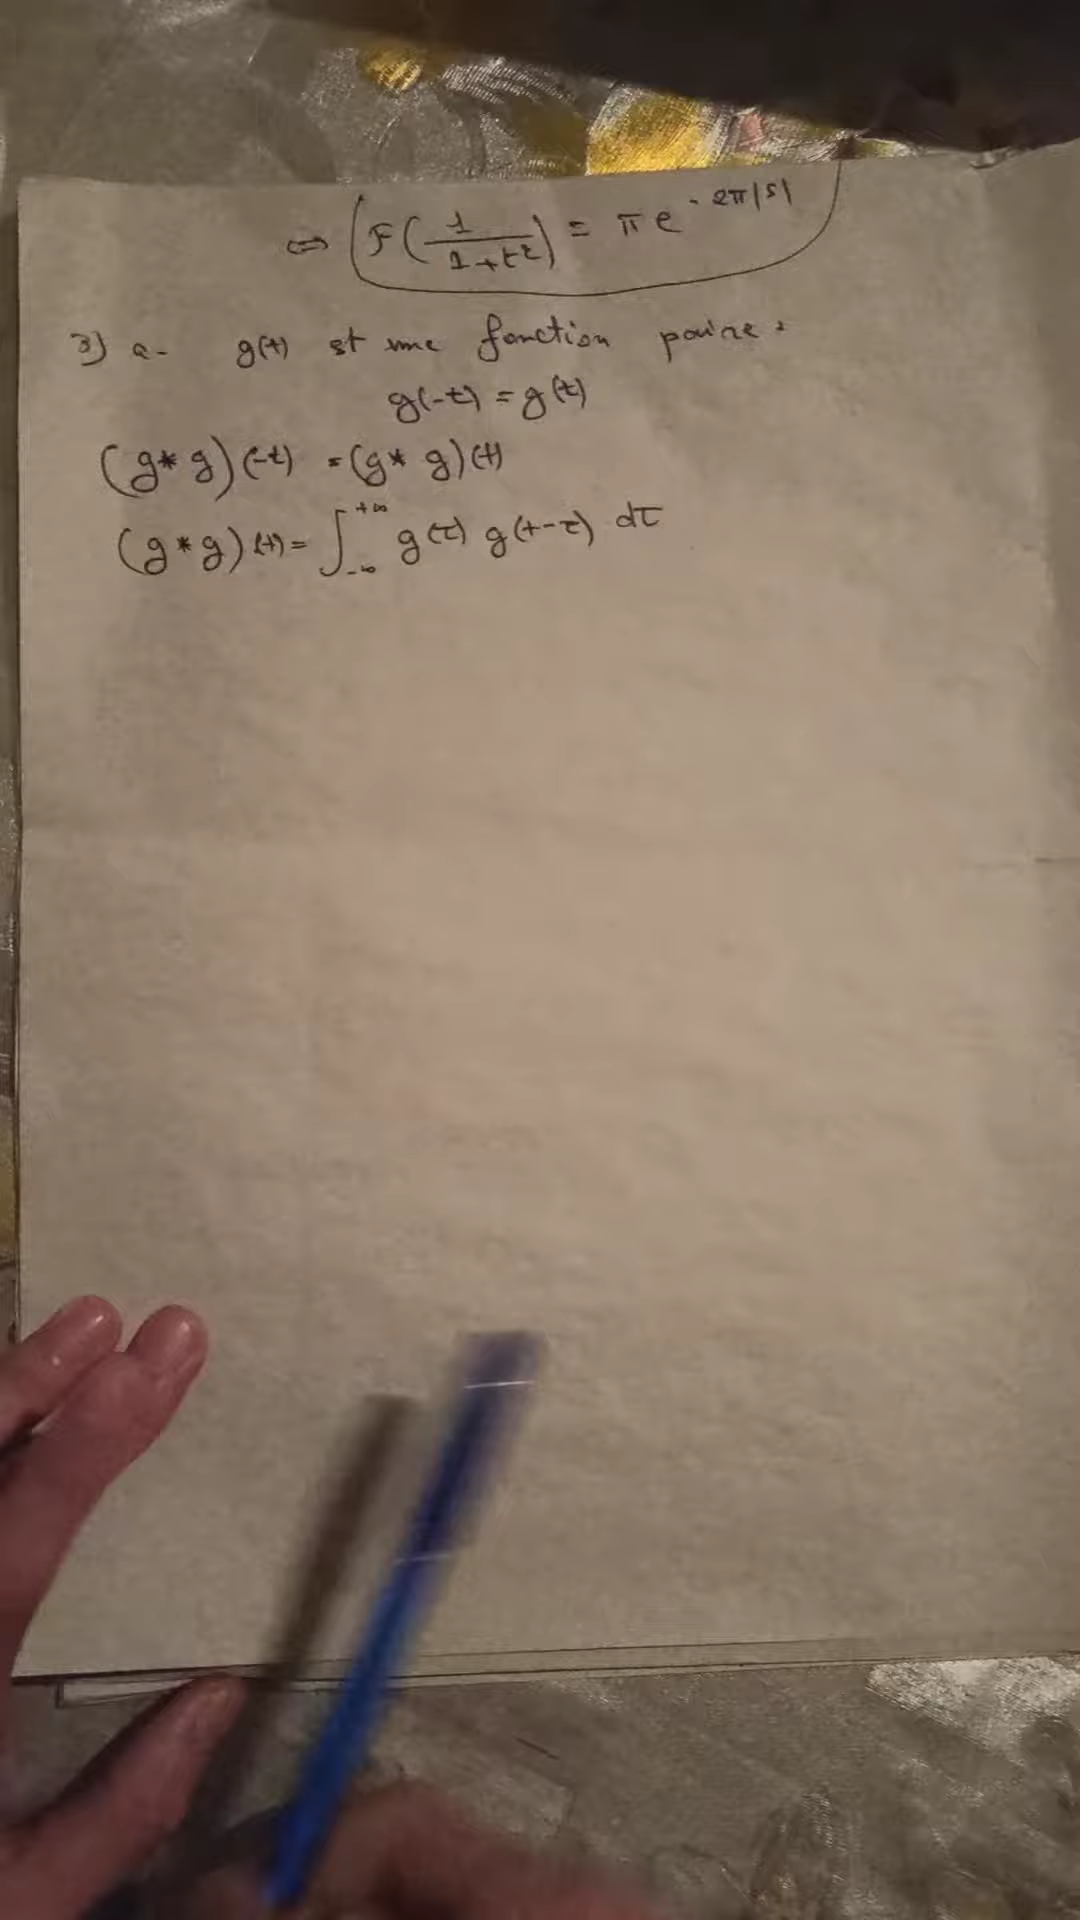 ⇔ F(1/(1+t²)) = π e^(-2π|s|)
3) a- g(t) st une fonction paire :
g(-t) = g(t)
(g * g)(-t) = (g * g)(t)
(g * g)(t) = ∫_{-∞}^{+∞} g(τ) g(t-τ) dτ